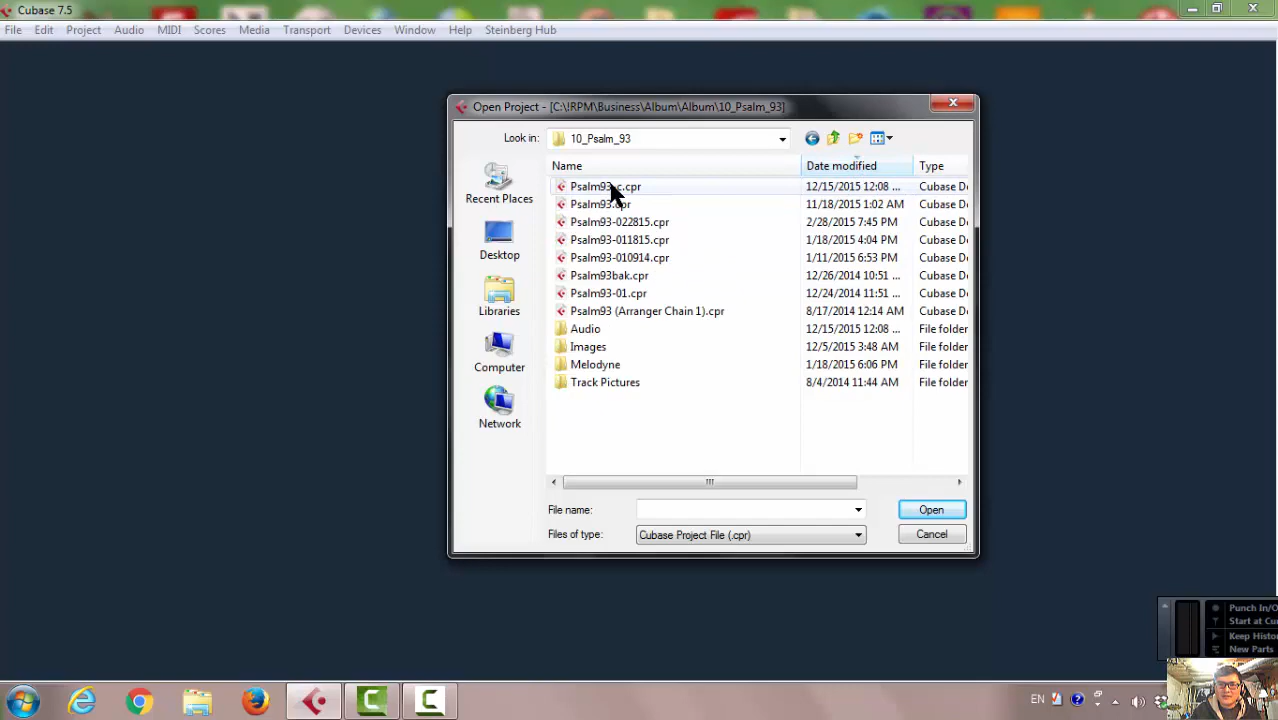 Cubase 7.5
File Edit Project Audio MIDI Scores Media Transport Devices Window Help Steinberg Hub
Open Project - [C:\!RPM\Business\Album\Album\10_Psalm_93]
Look in: 10_Psalm_93
Name Date modified Type
12/15/2015 12:08 ... Cubase Do
11/18/2015 1:02 AM Cubase Do
Psalm93-022815.cpr 2/28/2015 7:45 PM Cubase Do
Psalm93-011815.cpr 1/18/2015 4:04 PM Cubase Do
Psalm93-010914.cpr 1/11/2015 6:53 PM Cubase Do
Psalm93bak.cpr 12/26/2014 10:51 ... Cubase Do
Psalm93-01.cpr 12/24/2014 11:51 ... Cubase Do
Psalm93 (Arranger Chain 1).cpr 8/17/2014 12:14 AM Cubase Do
Audio 12/15/2015 12:08 ... File folder
Images 12/5/2015 3:48 AM File folder
Melodyne 1/18/2015 6:06 PM File folder
Track Pictures 8/4/2014 11:44 AM File folder
Recent Places
Desktop
Libraries
Computer
Network
File name: Open
Files of type: Cubase Project File (.cpr) Cancel
Punch In/O
Start at Cu
Keep Histo
New Parts
EN